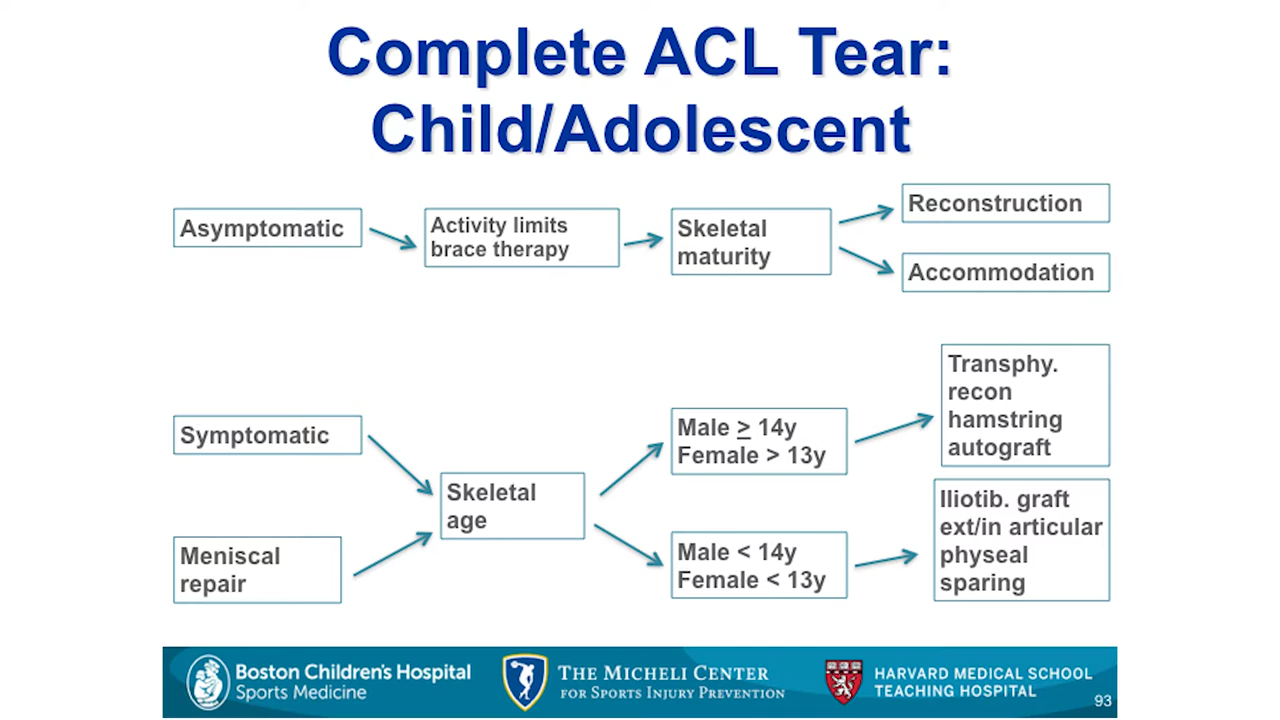 Complete ACL Tear:
Child/Adolescent
Asymptomatic
Activity limits
brace therapy
Skeletal
maturity
Reconstruction
Accommodation
Symptomatic
Meniscal
repair
Skeletal
age
Male ≥ 14y
Female > 13y
Male < 14y
Female < 13y
Transphy.
recon
hamstring
autograft
Iliotib. graft
ext/in articular
physeal
sparing
Boston Children's Hospital
Sports Medicine
THE MICHELI CENTER
FOR SPORTS INJURY PREVENTION
HARVARD MEDICAL SCHOOL
TEACHING HOSPITAL
93